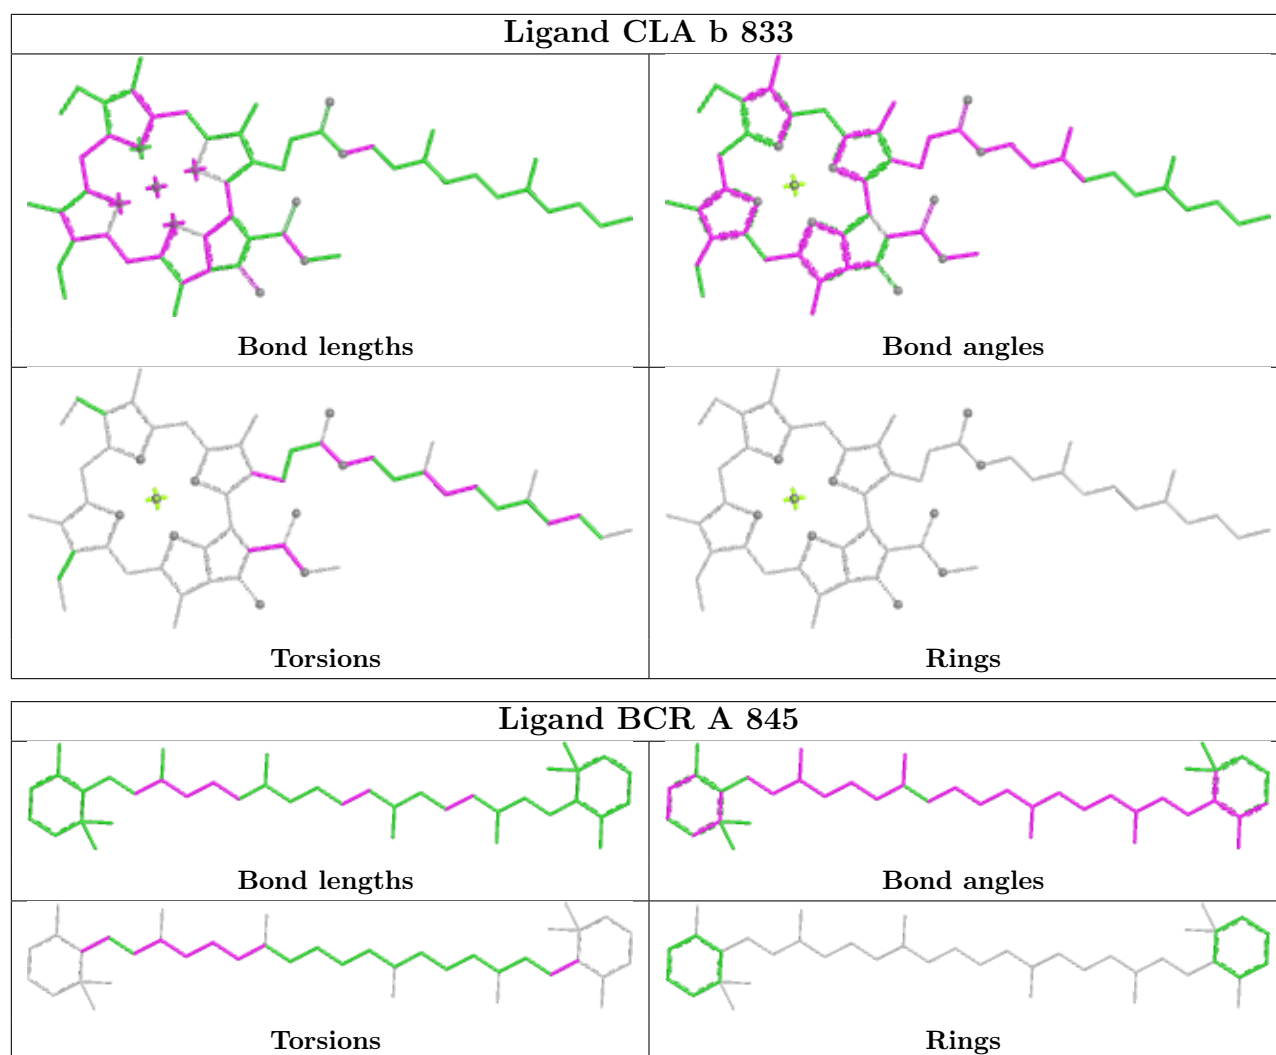 Ligand CLA b 833
Bond lengths
Bond angles
Torsions
Rings
Ligand BCR A 845
Bond lengths
Bond angles
Torsions
Rings